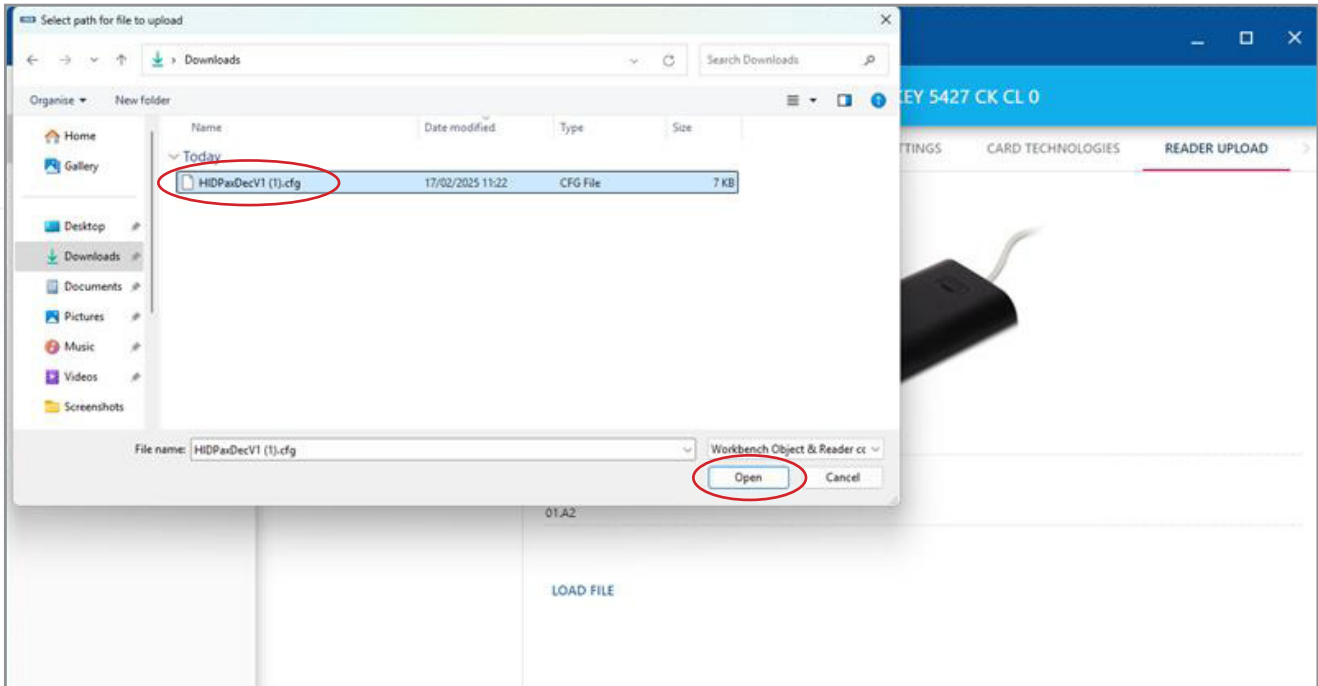 Select path for file to upload
Downloads
Search Downloads
Organise
New folder
KEY 5427 CK CL 0
TTINGS
CARD TECHNOLOGIES
READER UPLOAD
Home
Gallery
Desktop
Downloads
Documents
Pictures
Music
Videos
Screenshots
Name
Date modified
Type
Size
Today
HIDPaxDecV1 (1).cfg
17/02/2025 11:22
CFG File
7 KB
File name:
HIDPaxDecV1 (1).cfg
Workbench Object & Reader cc
Open
Cancel
01.A2
LOAD FILE